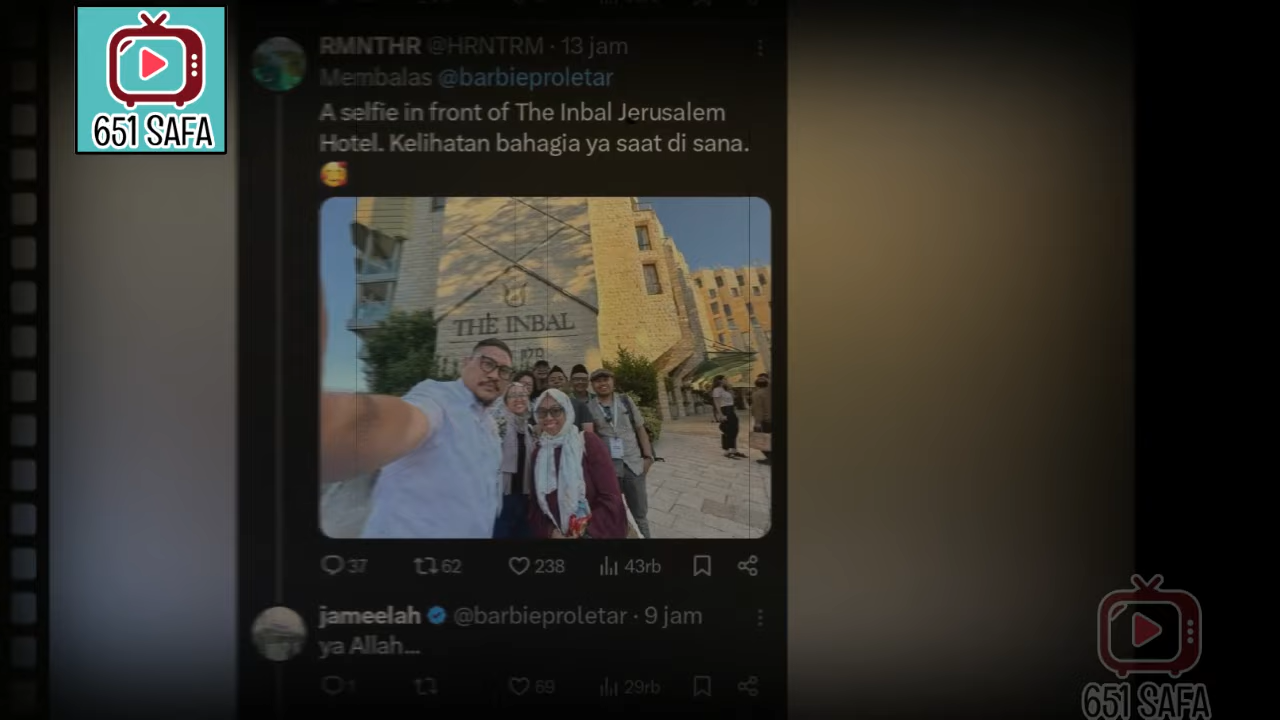 651 SAFA
RMNTHR @HRNTRM · 13 jam
Membalas @barbieproletar
A selfie in front of The Inbal Jerusalem
Hotel. Kelihatan bahagia ya saat di sana.
THE INBAL
37 62 238 43rb
jameelah @barbieproletar · 9 jam
ya Allah...
1 69 29rb
651 SAFA